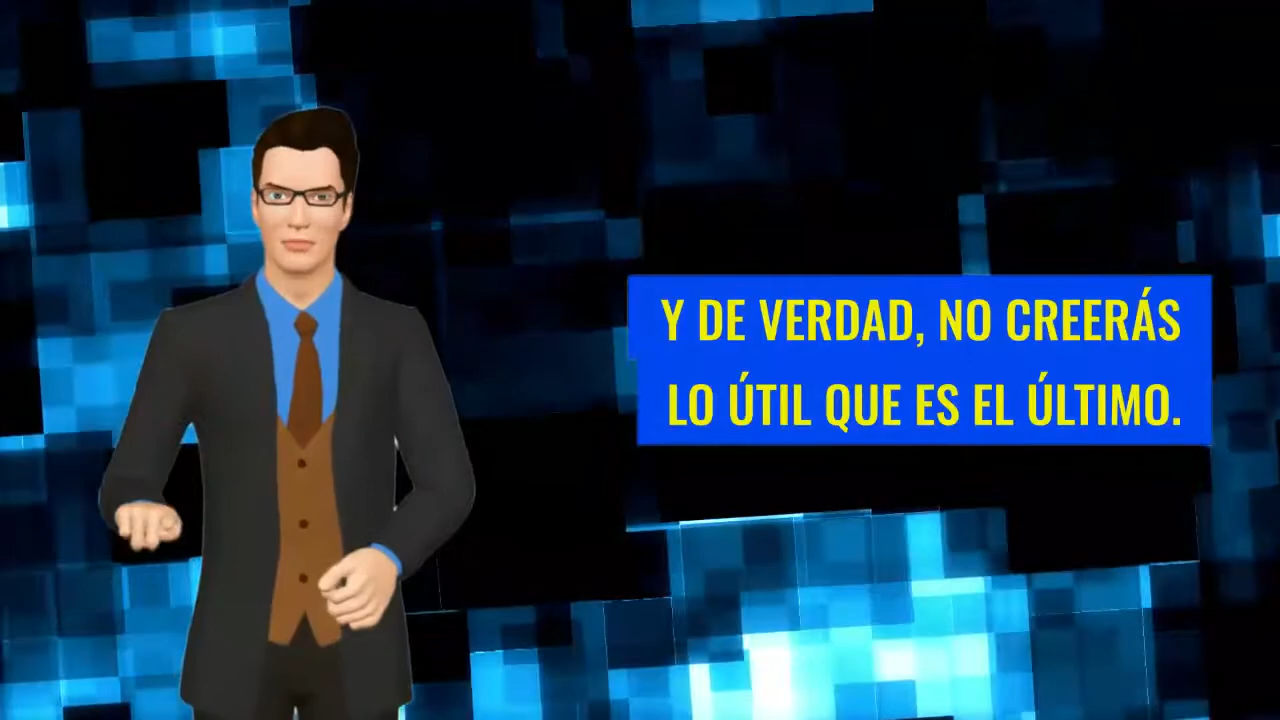 Y DE VERDAD, NO CREERÁS
LO ÚTIL QUE ES EL ÚLTIMO.